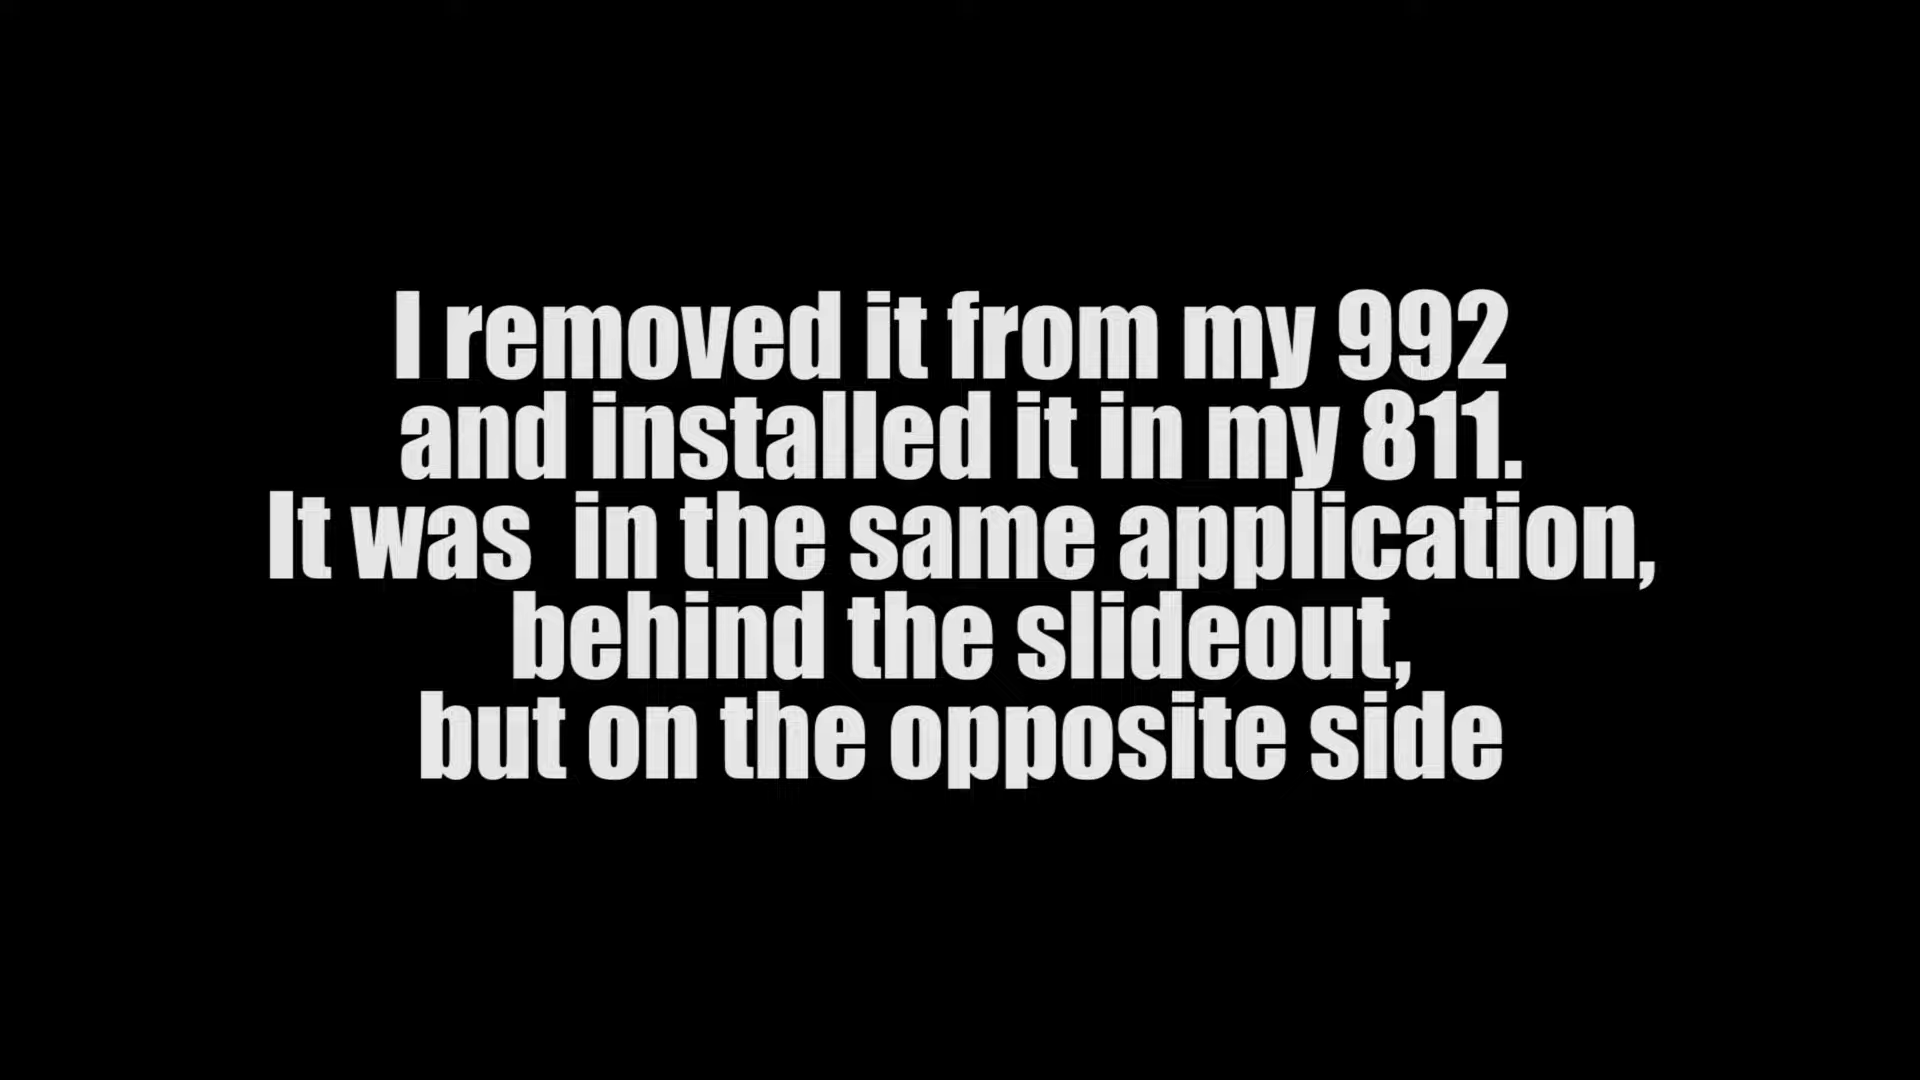 I removed it from my 992
and installed it in my 811.
It was  in the same application,
behind the slideout,
but on the opposite side